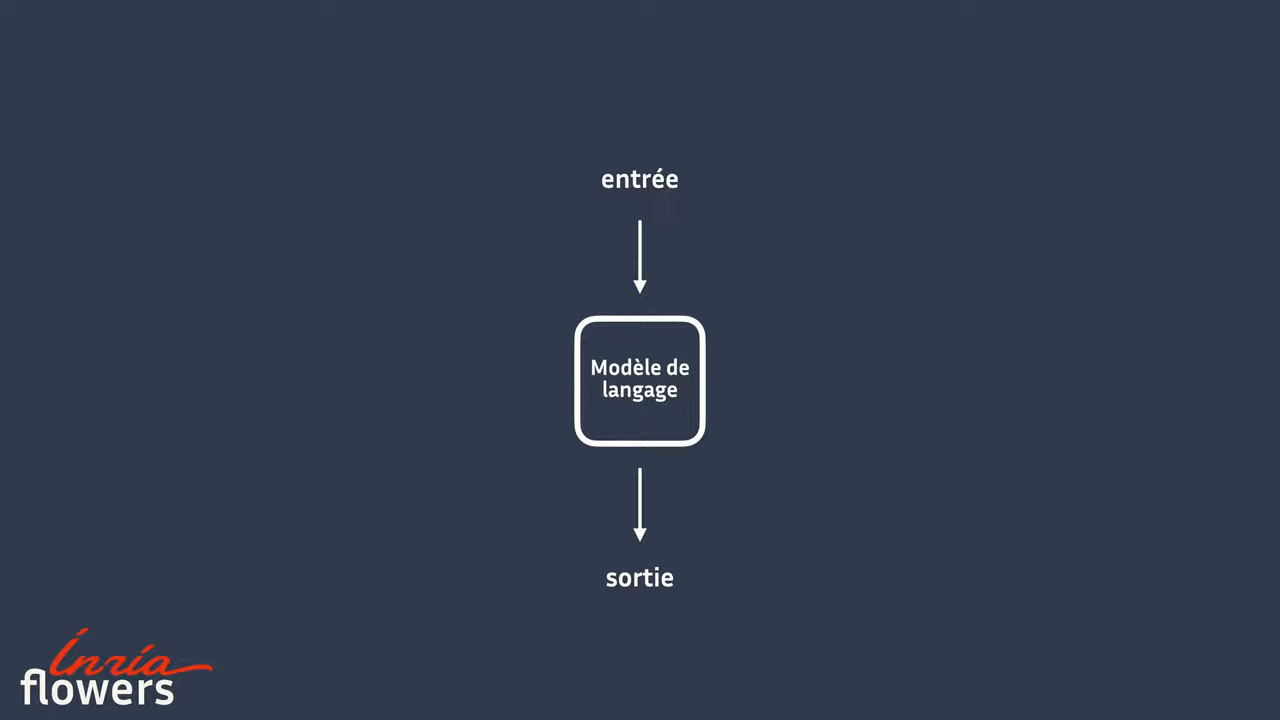 entrée
Modèle de
langage
sortie
Inria
flowers